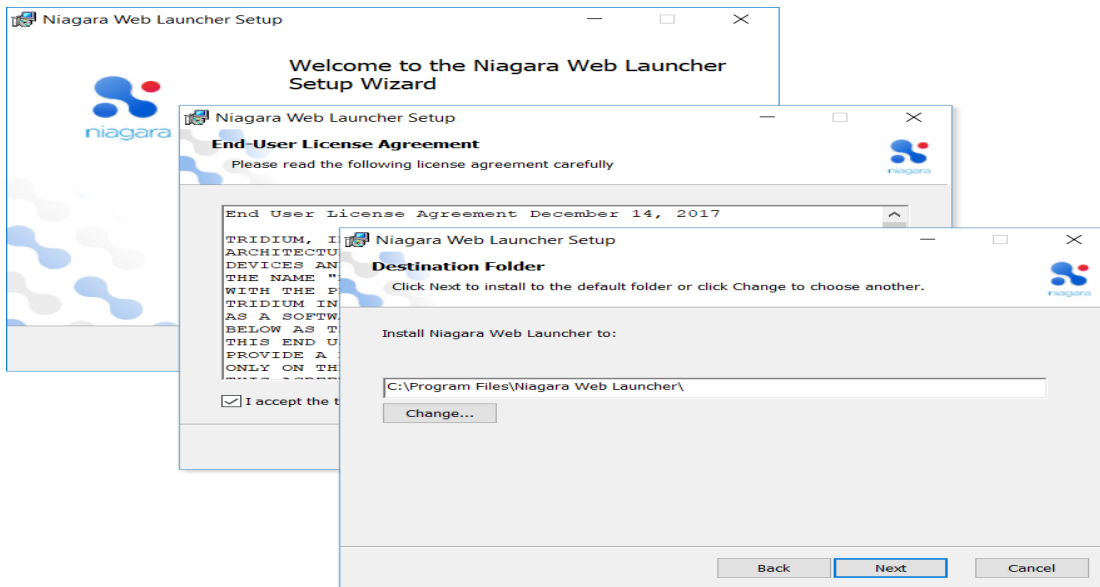 Niagara Web Launcher Setup
Welcome to the Niagara Web Launcher
Setup Wizard
niagara
Niagara Web Launcher Setup
End-User License Agreement
Please read the following license agreement carefully
niagara
End User License Agreement December 14, 2017
TRIDIUM,
ARCHITECTU
DEVICES AN
THE NAME "
WITH THE P
TRIDIUM IN
AS A SOFTW
BELOW AS T
THIS END U
PROVIDE A
ONLY ON TH
I accept the t
Niagara Web Launcher Setup
Destination Folder
Click Next to install to the default folder or click Change to choose another.
niagara
Install Niagara Web Launcher to:
C:\Program Files\Niagara Web Launcher\
Change...
Back
Next
Cancel